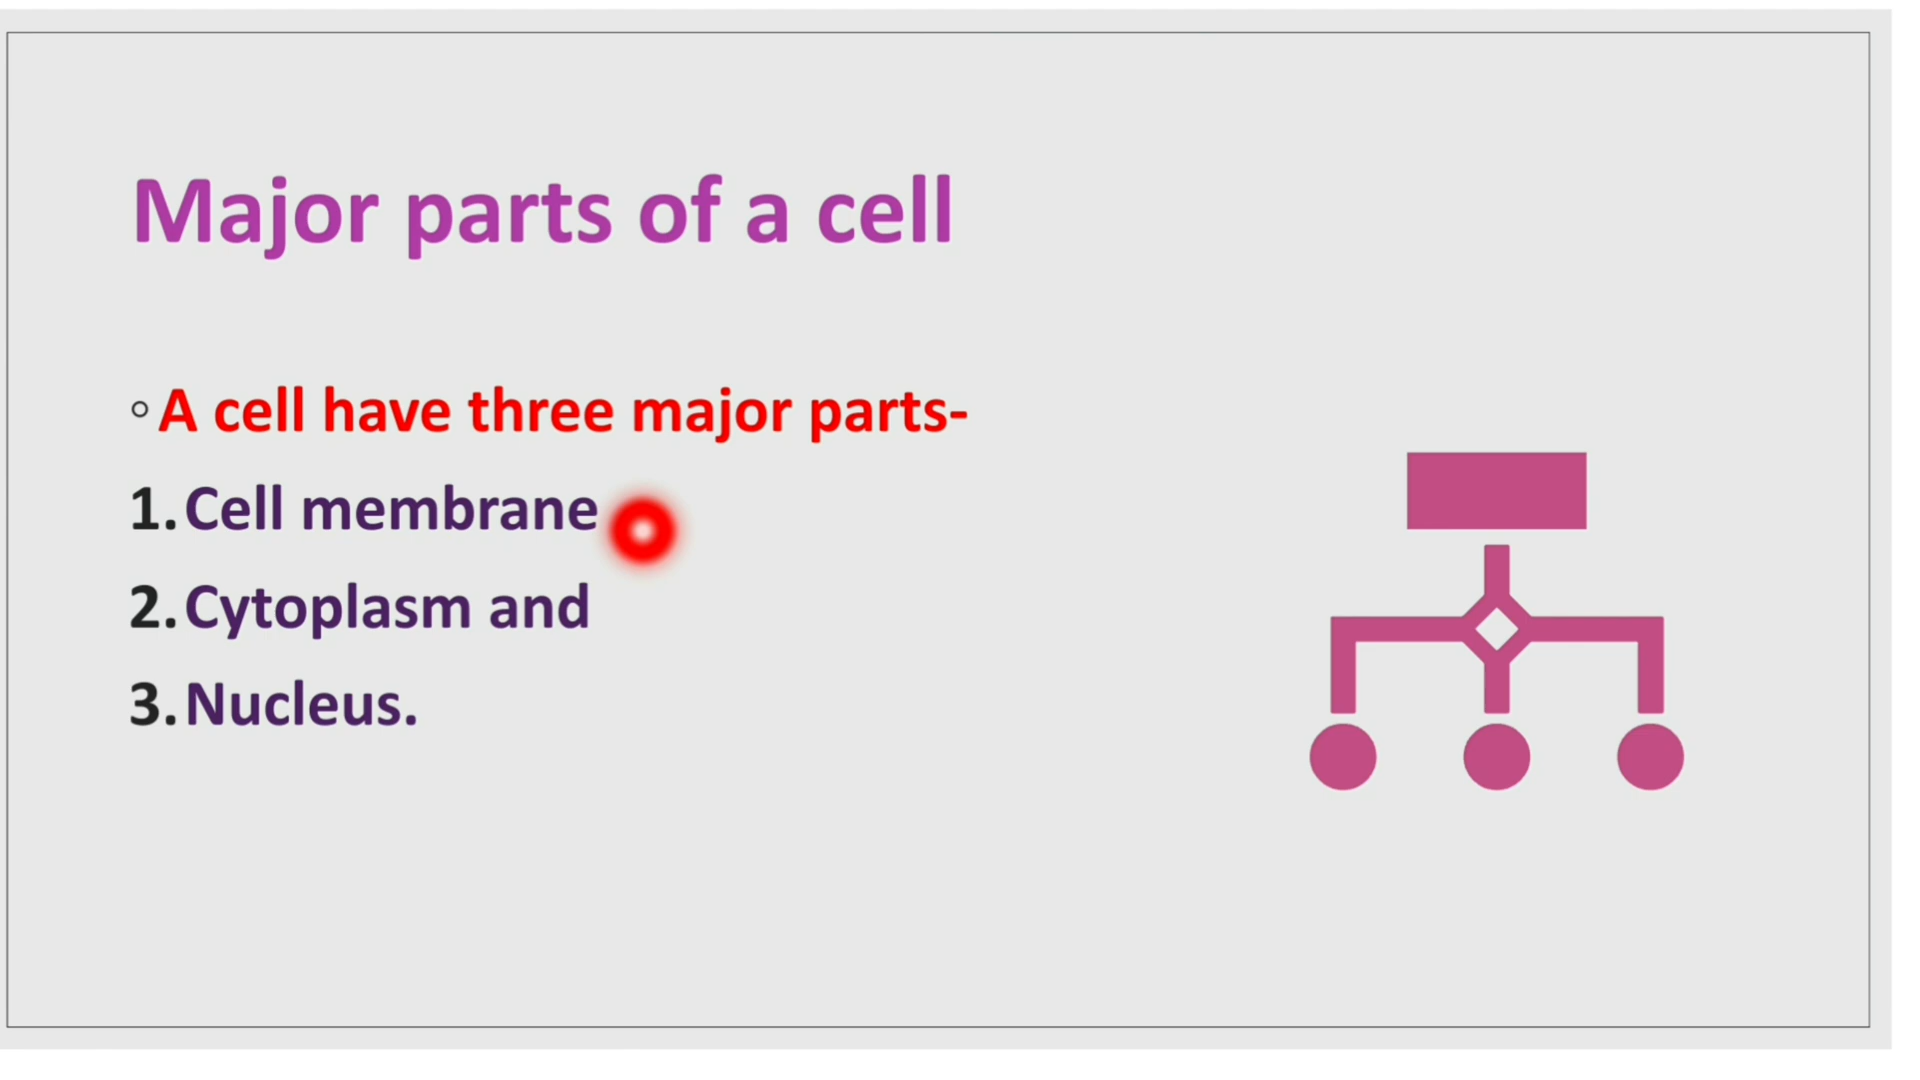 Major parts of a cell
◦ A cell have three major parts-
1. Cell membrane
2. Cytoplasm and
3. Nucleus.